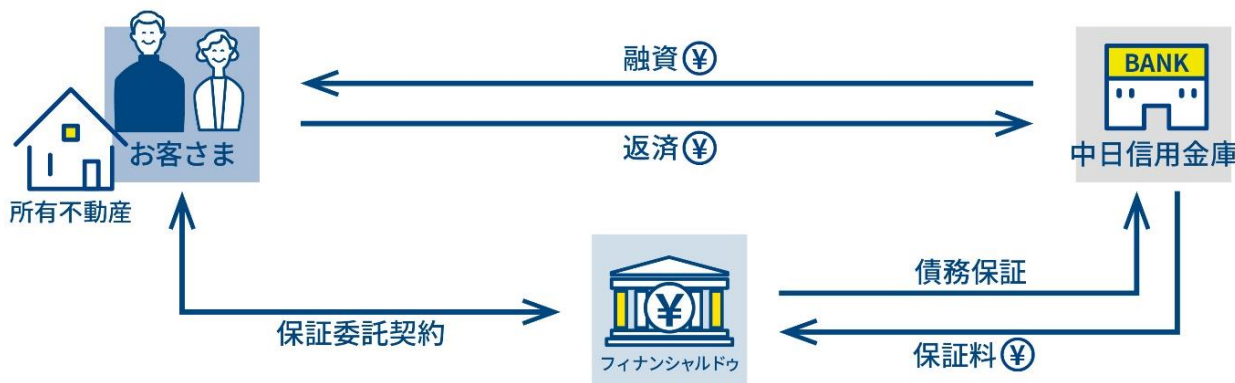 融資¥
BANK
返済¥
お客さま
中日信用金庫
所有不動産
債務保証
¥
保証委託契約
フィナンシャルドゥ
保証料¥